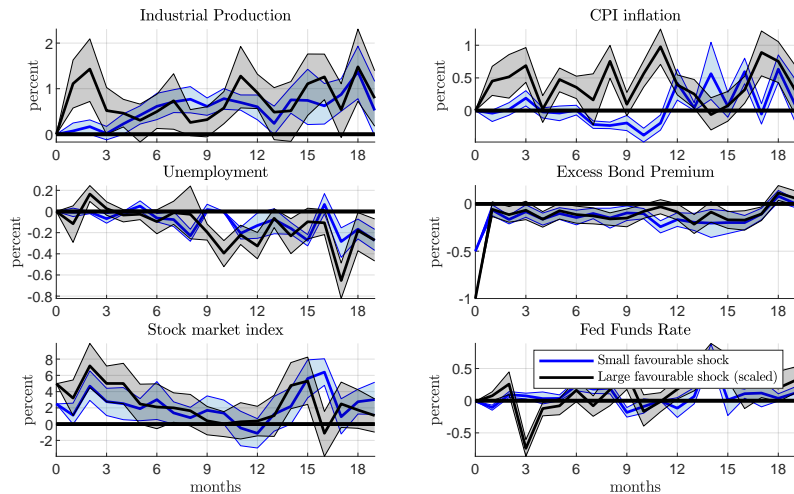 Industrial Production
percent
2
1
0
0 3 6 9 12 15 18
CPI inflation
percent
1
0.5
0
0 3 6 9 12 15 18
Unemployment
percent
0.2
0
-0.2
-0.4
-0.6
-0.8
0 3 6 9 12 15 18
Excess Bond Premium
percent
0
-0.5
-1
0 3 6 9 12 15 18
Stock market index
percent
8
6
4
2
0
-2
0 3 6 9 12 15 18
months
Fed Funds Rate
percent
0.5
0
-0.5
0 3 6 9 12 15 18
months
Small favourable shock
Large favourable shock (scaled)